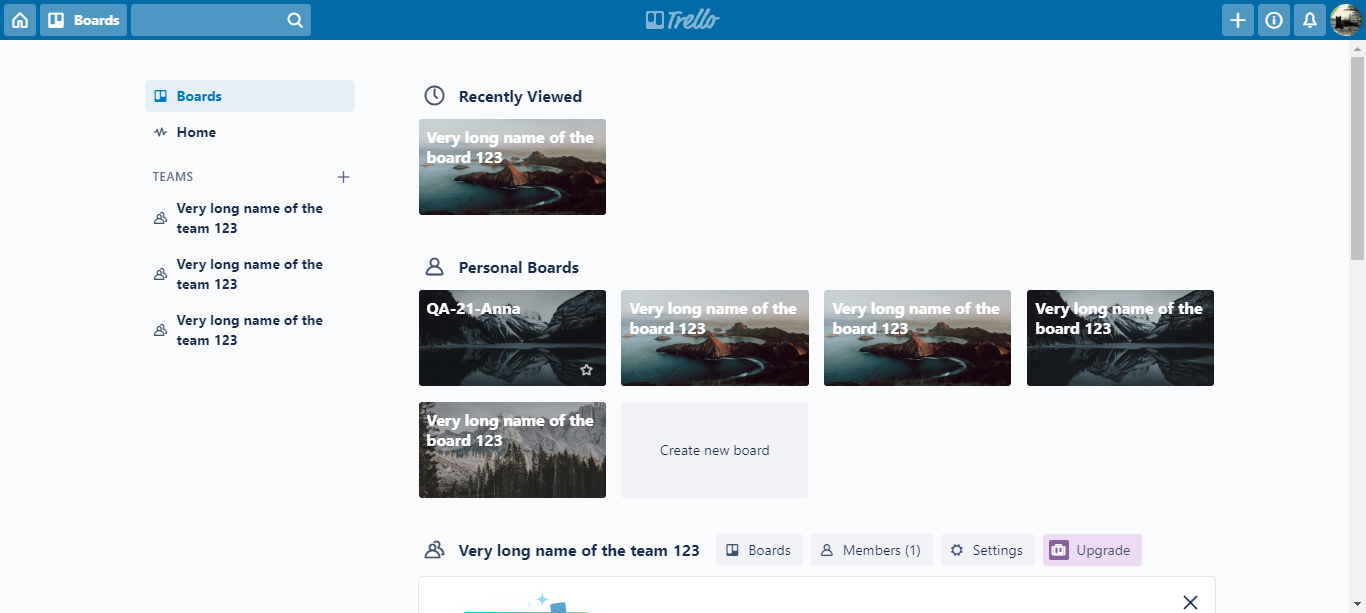 Boards
Trello
Boards
Home
TEAMS
Very long name of the
team 123
Very long name of the
team 123
Very long name of the
team 123
Recently Viewed
Very long name of the
board 123
Personal Boards
QA-21-Anna
Very long name of the
board 123
Very long name of the
board 123
Very long name of the
board 123
Very long name of the
board 123
Create new board
Very long name of the team 123
Boards
Members (1)
Settings
Upgrade